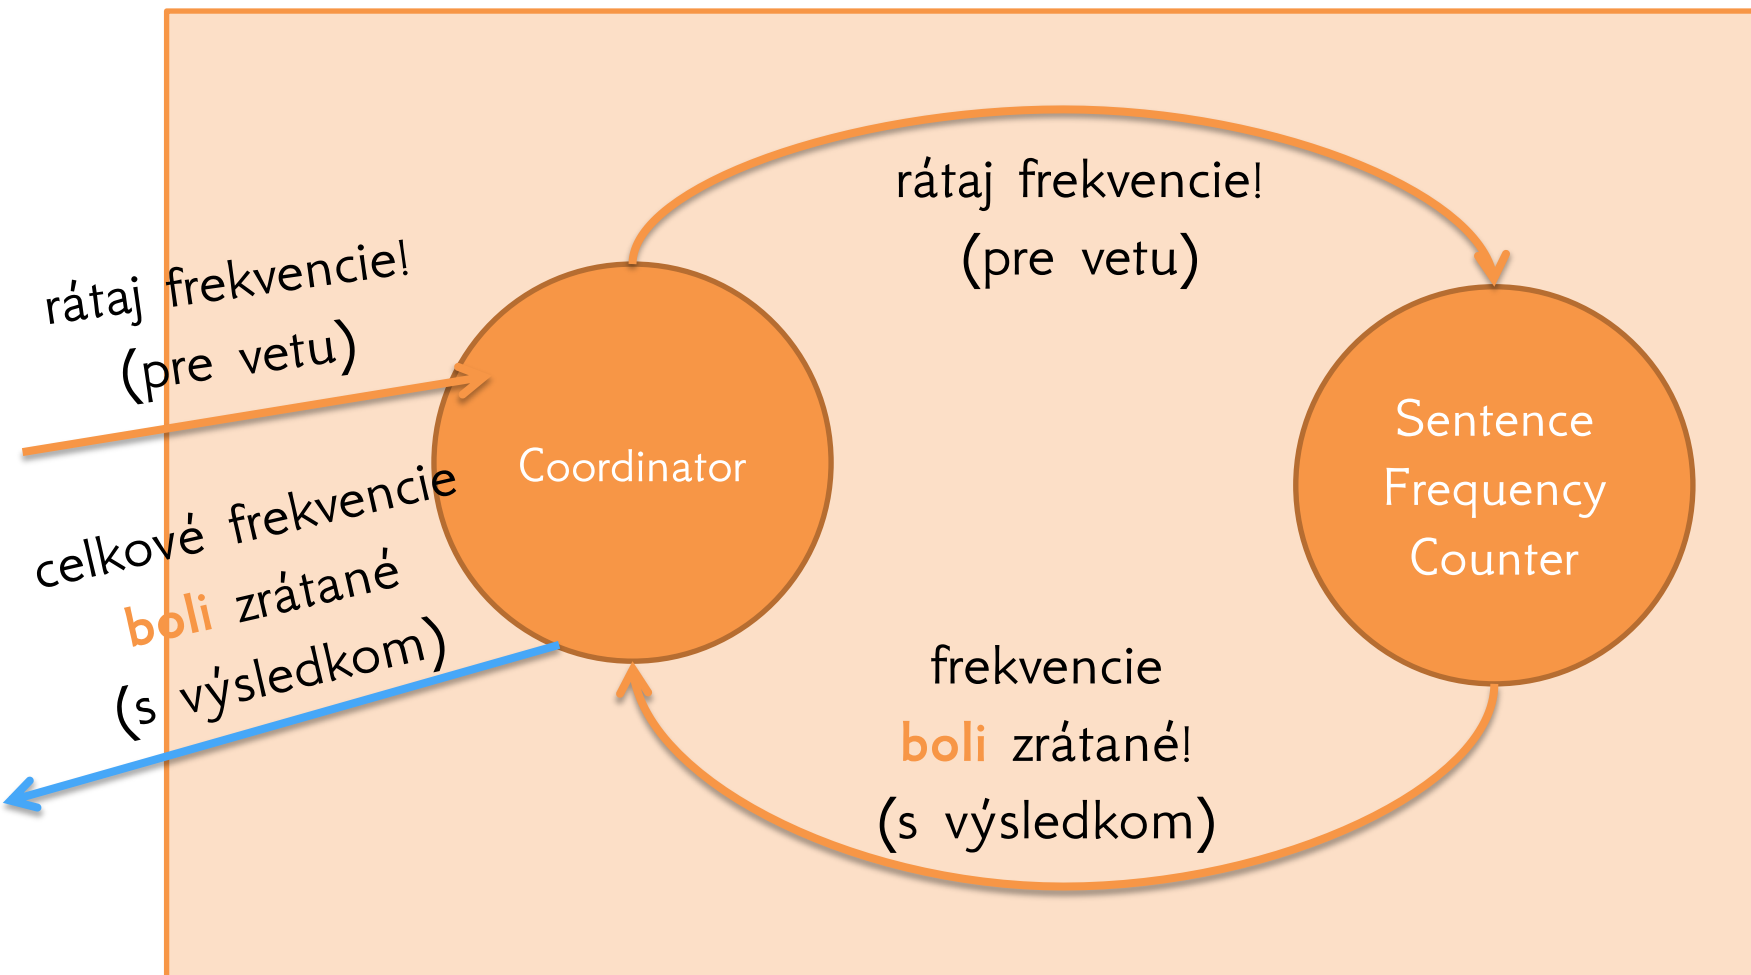 rátaj frekvencie!
(pre vetu)
rátaj frekvencie!
(pre vetu)
Coordinator
Sentence
Frequency
Counter
celkové frekvencie
boli zrátané
(s výsledkom)
frekvencie
boli zrátané!
(s výsledkom)